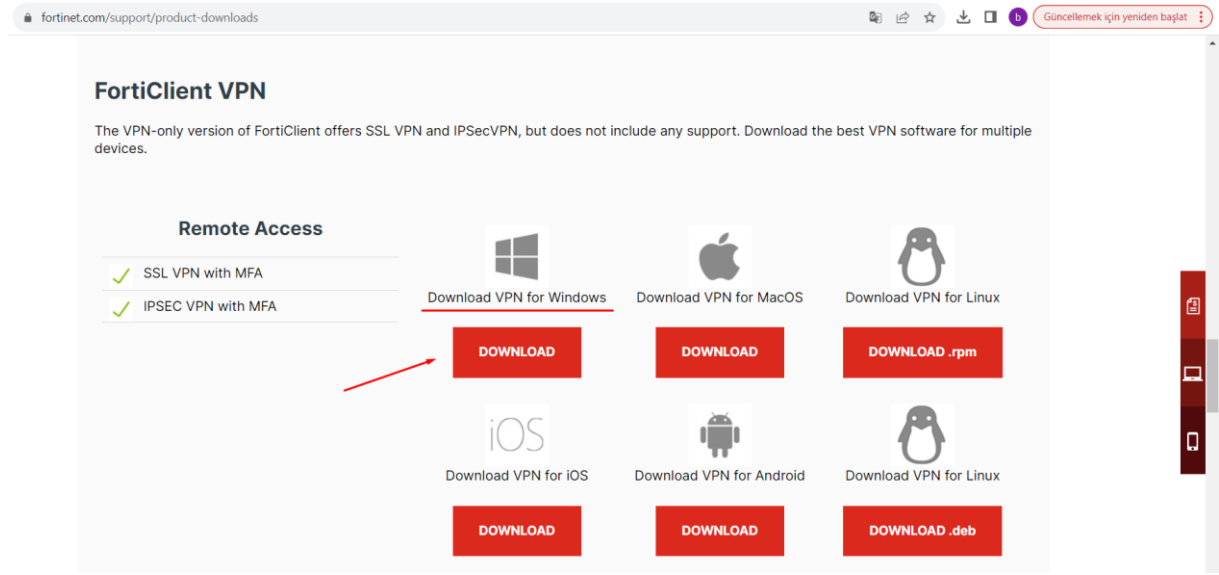 fortinet.com/support/product-downloads
b
Güncellemek için yeniden başlat
FortiClient VPN
The VPN-only version of FortiClient offers SSL VPN and IPSecVPN, but does not include any support. Download the best VPN software for multiple
devices.
Remote Access
SSL VPN with MFA
IPSEC VPN with MFA
Download VPN for Windows
DOWNLOAD
Download VPN for MacOS
DOWNLOAD
Download VPN for Linux
DOWNLOAD .rpm
iOS
Download VPN for iOS
DOWNLOAD
Download VPN for Android
DOWNLOAD
Download VPN for Linux
DOWNLOAD .deb